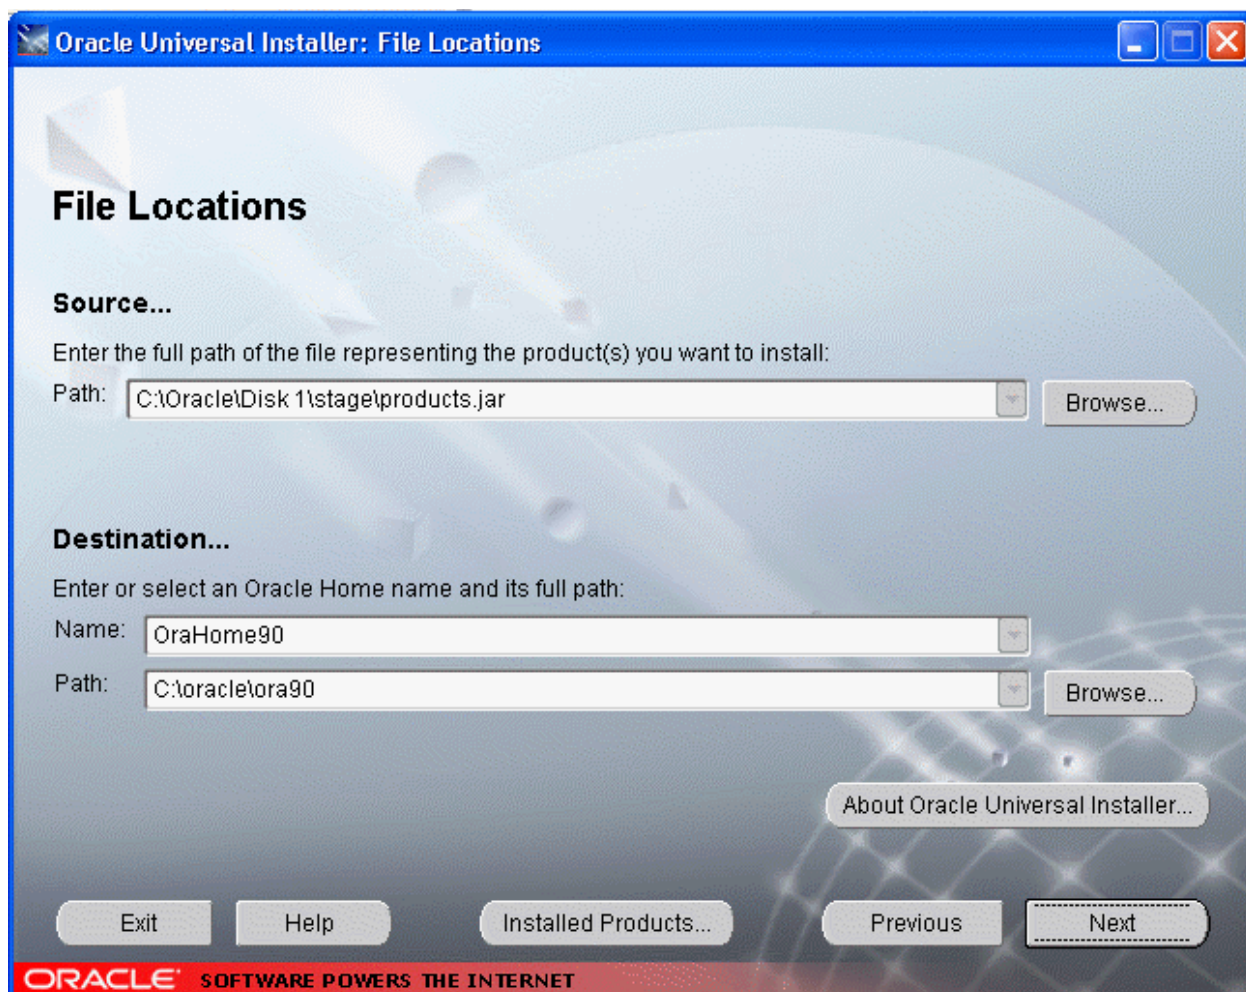 Oracle Universal Installer: File Locations
File Locations
Source...
Enter the full path of the file representing the product(s) you want to install:
Path: C:\Oracle\Disk 1\stage\products.jar Browse...
Destination...
Enter or select an Oracle Home name and its full path:
Name: OraHome90
Path: C:\oracle\ora90 Browse...
About Oracle Universal Installer...
Exit Help Installed Products... Previous Next
ORACLE SOFTWARE POWERS THE INTERNET